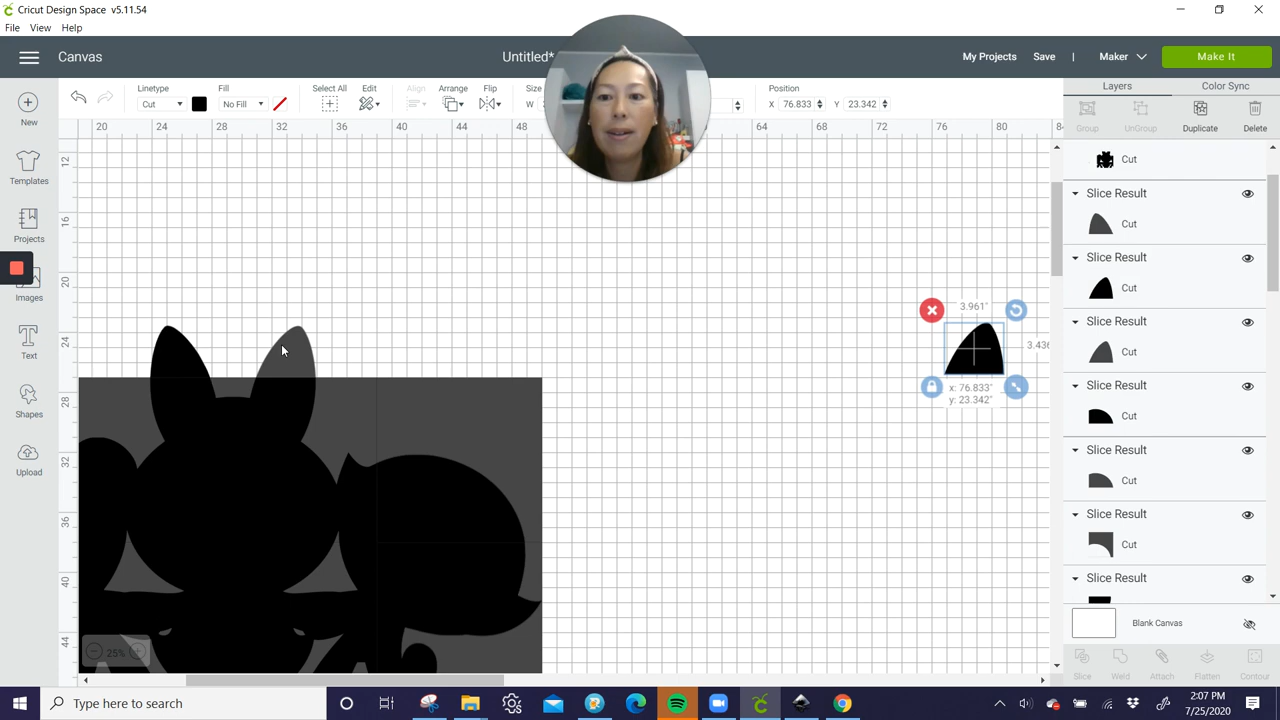 Cricut Design Space v5.11.54
File View Help
Canvas
Untitled*
My Projects Save | Maker Make It
Linetype Fill Select All Edit Align Arrange Flip Size Position
Cut No Fill W X 76.833 Y 23.342
Layers Color Sync
Group UnGroup Duplicate Delete
20 24 28 32 36 40 44 48 64 68 72 76 80 84
12
16
20
24
28
32
36
40
44
New
Templates
Projects
Images
Text
Shapes
Upload
3.961"
3.436
x: 76.833"
y: 23.342"
25%
Cut
Slice Result
Cut
Slice Result
Cut
Slice Result
Cut
Slice Result
Cut
Slice Result
Cut
Slice Result
Cut
Slice Result
Blank Canvas
Slice Weld Attach Flatten Contour
Type here to search
2:07 PM
7/25/2020